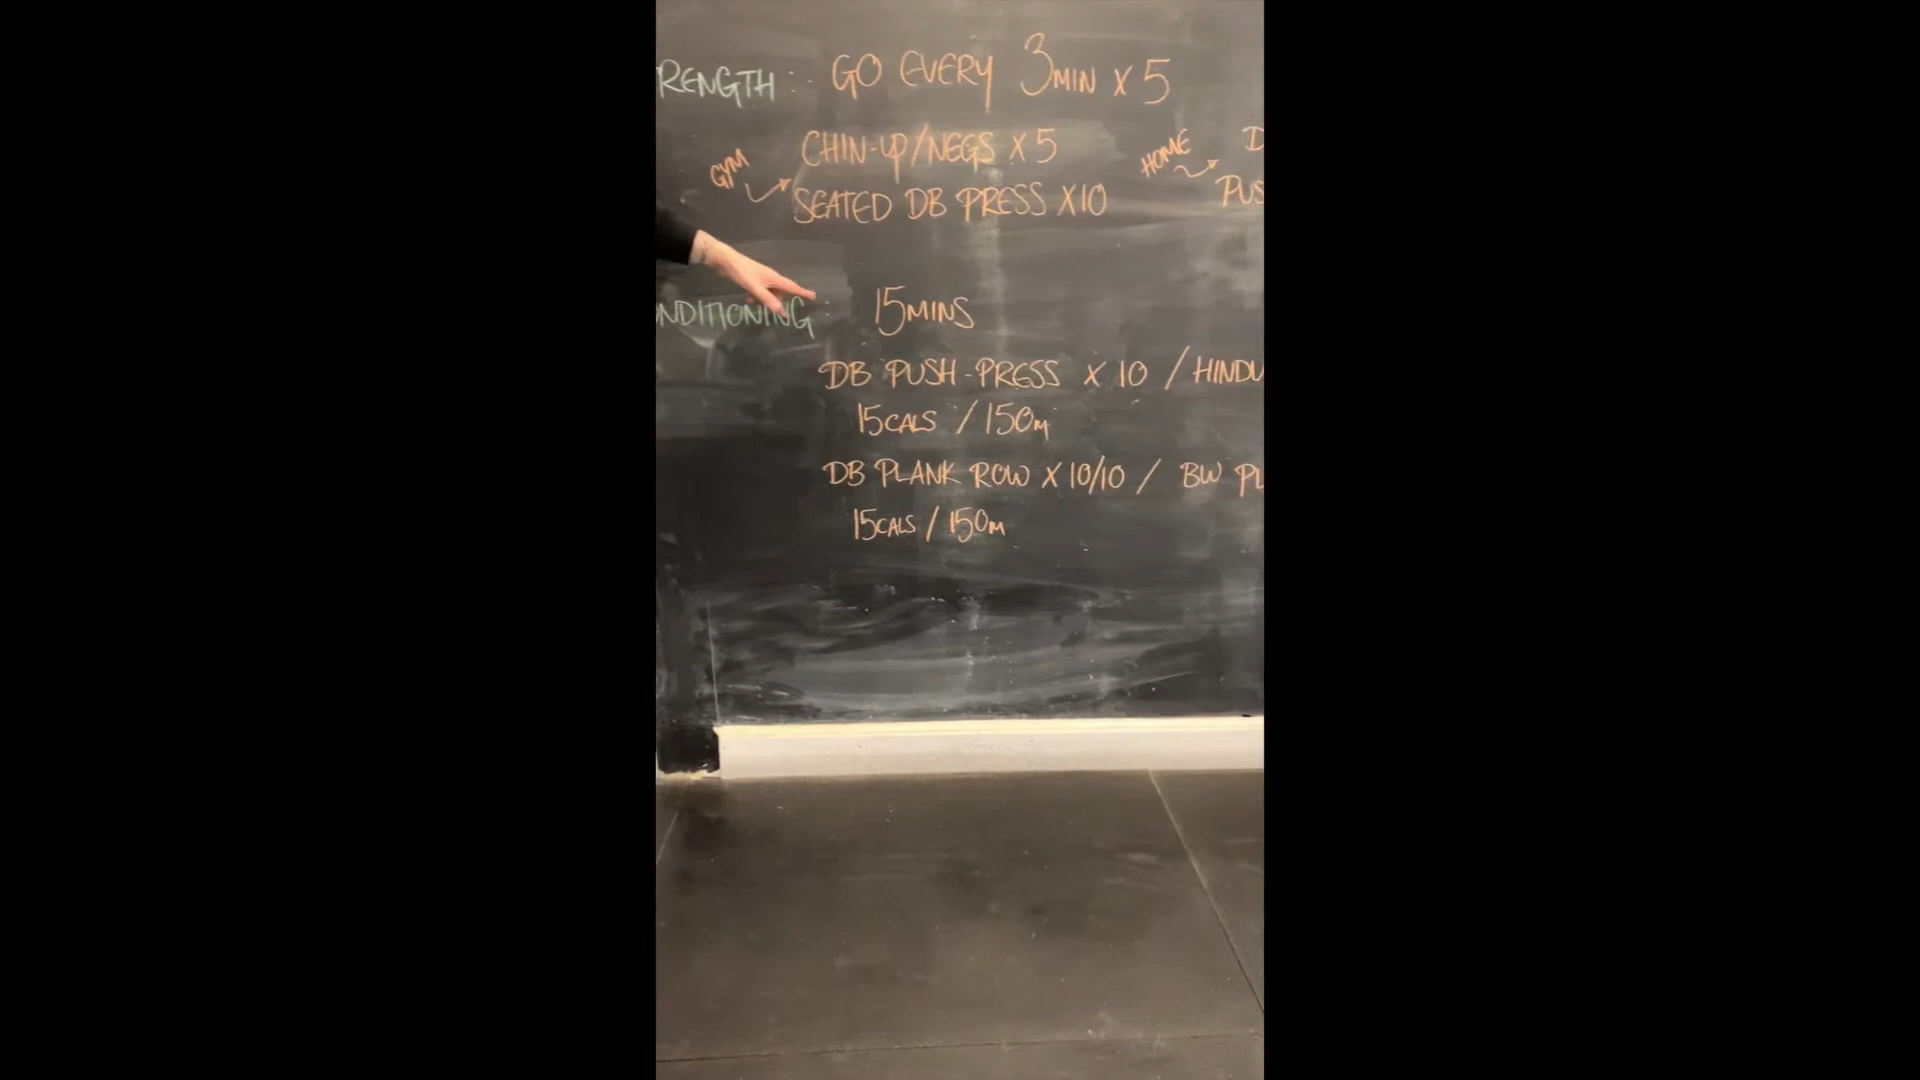 RENGTH: GO EVERY 3MIN X 5
CHIN-UP/NEGS X 5
GYM
HOME
SEATED DB PRESS X10
PUS
NDITIONING: 15MINS
DB PUSH-PRESS X 10 / HINDU
15CALS / 150M
DB PLANK ROW X 10/10 / BW PL
15CALS / 150M